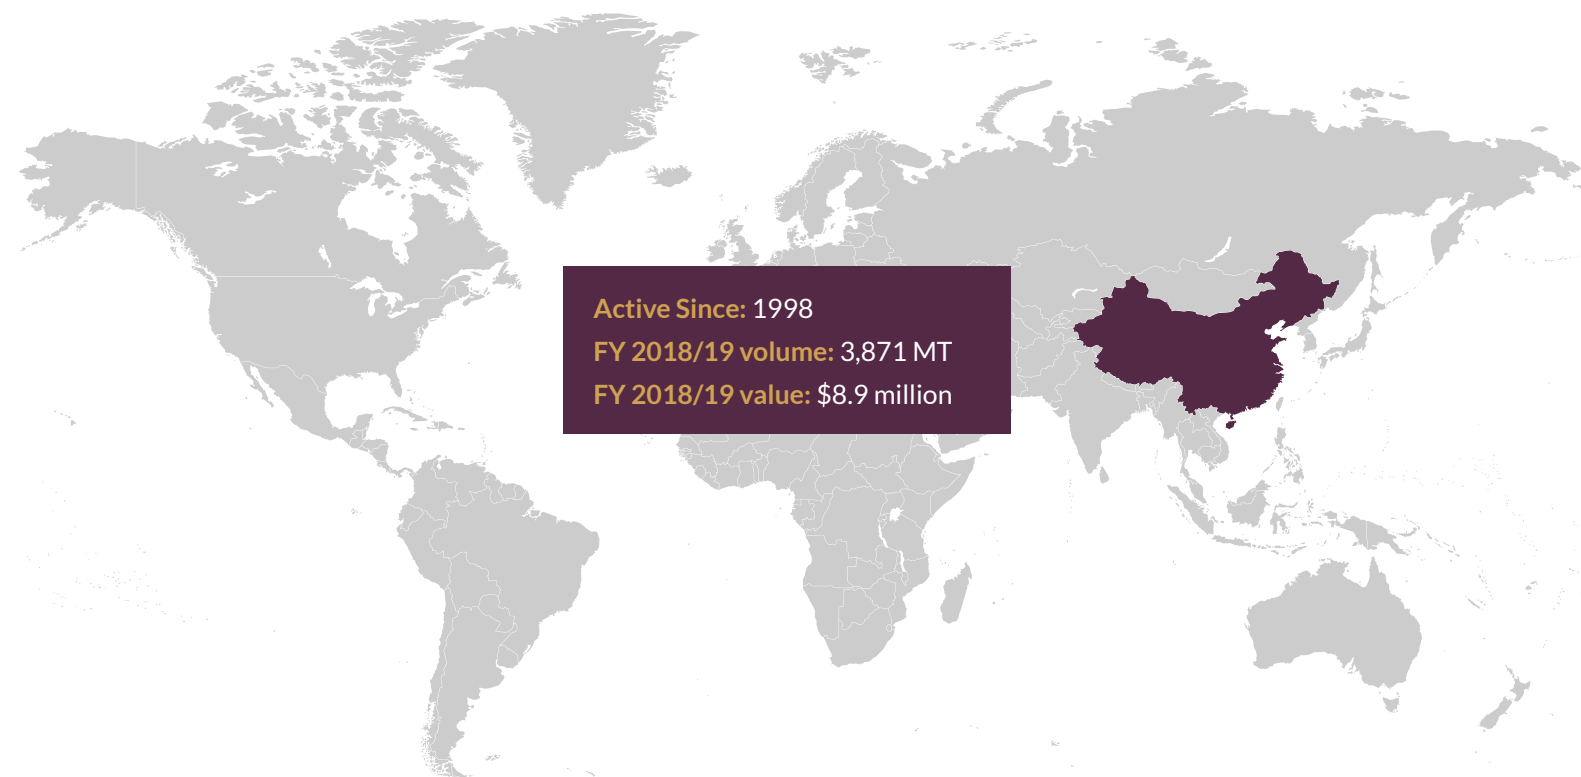 Active Since: 1998
FY 2018/19 volume: 3,871 MT
FY 2018/19 value: $8.9 million